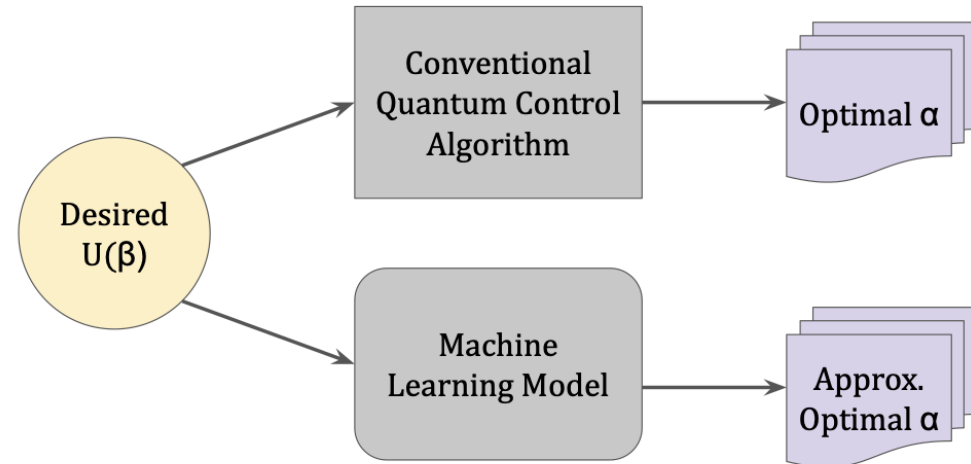 Conventional
Quantum Control
Algorithm
Optimal α
Desired
U(β)
Machine
Learning Model
Approx.
Optimal α